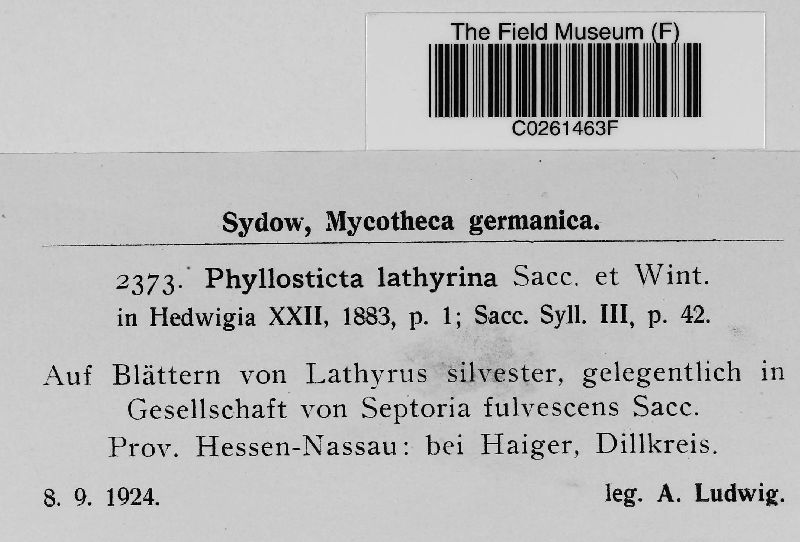 The Field Museum (F)
C0261463F
Sydow, Mycotheca germanica.
2373. Phyllosticta lathyrina Sacc. et Wint.
in Hedwigia XXII, 1883, p. 1; Sacc. Syll. III, p. 42.
Auf Blättern von Lathyrus silvester, gelegentlich in
Gesellschaft von Septoria fulvescens Sacc.
Prov. Hessen-Nassau: bei Haiger, Dillkreis.
8. 9. 1924. leg. A. Ludwig.